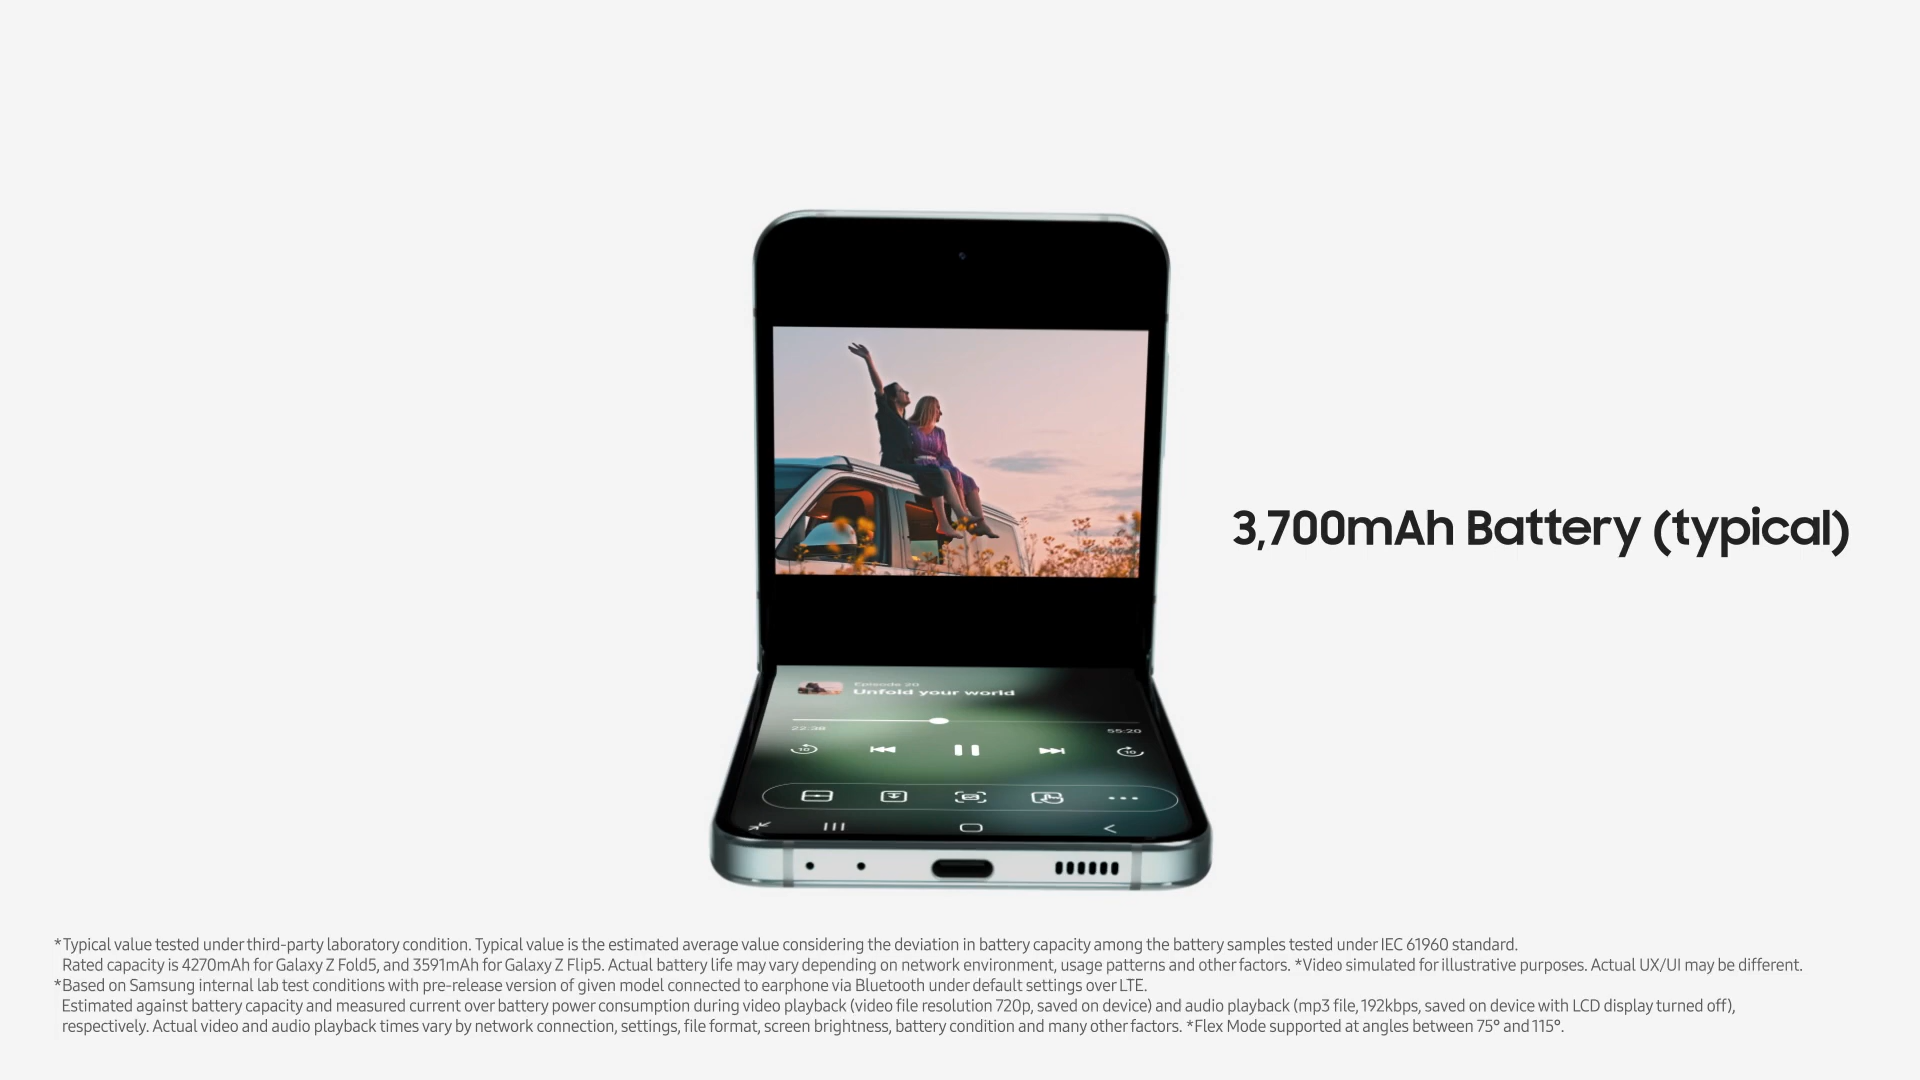 3,700mAh Battery (typical)
Episode 20
Unfold your world
22:38
55:20
10
10
*Typical value tested under third-party laboratory condition. Typical value is the estimated average value considering the deviation in battery capacity among the battery samples tested under IEC 61960 standard.
Rated capacity is 4270mAh for Galaxy Z Fold5, and 3591mAh for Galaxy Z Flip5. Actual battery life may vary depending on network environment, usage patterns and other factors. *Video simulated for illustrative purposes. Actual UX/UI may be different.
*Based on Samsung internal lab test conditions with pre-release version of given model connected to earphone via Bluetooth under default settings over LTE.
Estimated against battery capacity and measured current over battery power consumption during video playback (video file resolution 720p, saved on device) and audio playback (mp3 file, 192kbps, saved on device with LCD display turned off),
respectively. Actual video and audio playback times vary by network connection, settings, file format, screen brightness, battery condition and many other factors. *Flex Mode supported at angles between 75° and 115°.